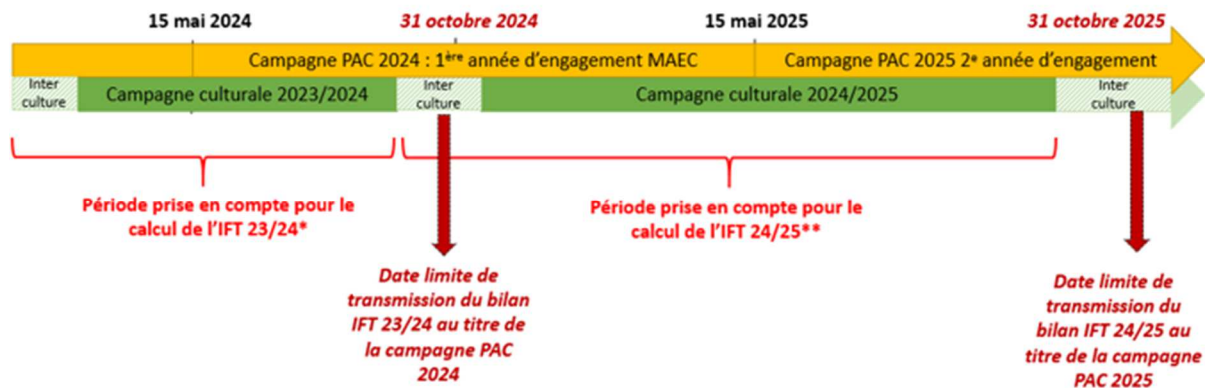 15 mai 2024
31 octobre 2024
15 mai 2025
31 octobre 2025
Campagne PAC 2024 : 1ère année d'engagement MAEC
Campagne PAC 2025 2e année d'engagement
Inter
culture
Campagne culturale 2023/2024
Inter
culture
Campagne culturale 2024/2025
Inter
culture
Période prise en compte pour le
calcul de l'IFT 23/24*
Période prise en compte pour le
calcul de l'IFT 24/25**
Date limite de
transmission du bilan
IFT 23/24 au titre de
la campagne PAC
2024
Date limite de
transmission du
bilan IFT 24/25 au
titre de la campagne
PAC 2025